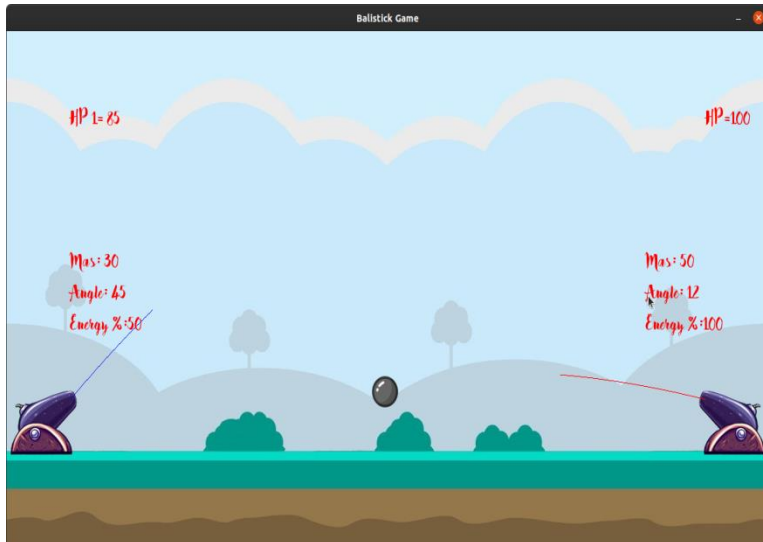 Balistick Game
HP 1= 85
HP =100
Mas: 30
Angle: 45
Energy %:50
Mas: 50
Angle: 12
Energy %:100